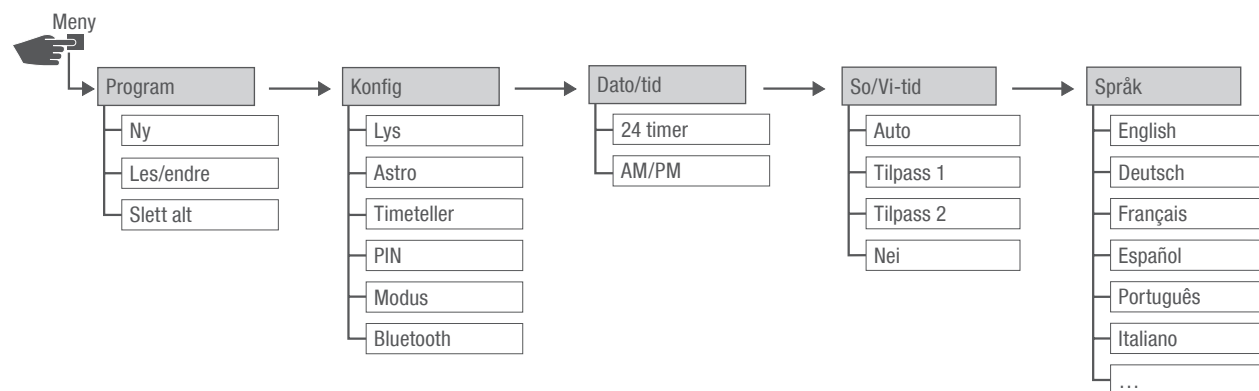 Meny
Program
Ny
Les/endre
Slett alt
Konfig
Lys
Astro
Timeteller
PIN
Modus
Bluetooth
Dato/tid
24 timer
AM/PM
So/Vi-tid
Auto
Tilpass 1
Tilpass 2
Nei
Språk
English
Deutsch
Français
Español
Português
Italiano
…